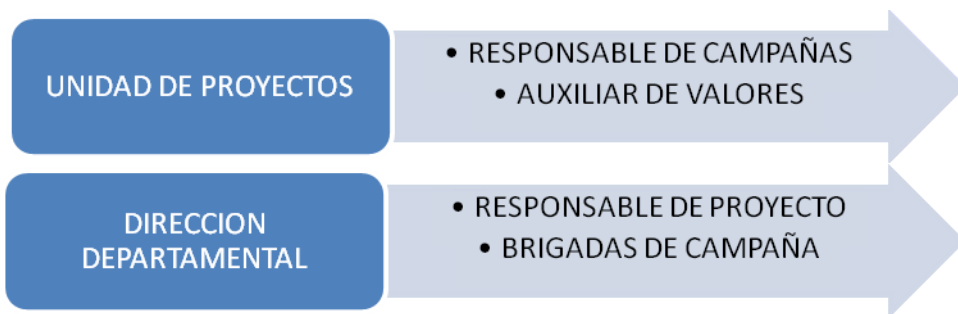 UNIDAD DE PROYECTOS
• RESPONSABLE DE CAMPAÑAS
• AUXILIAR DE VALORES
DIRECCION
DEPARTAMENTAL
• RESPONSABLE DE PROYECTO
• BRIGADAS DE CAMPAÑA